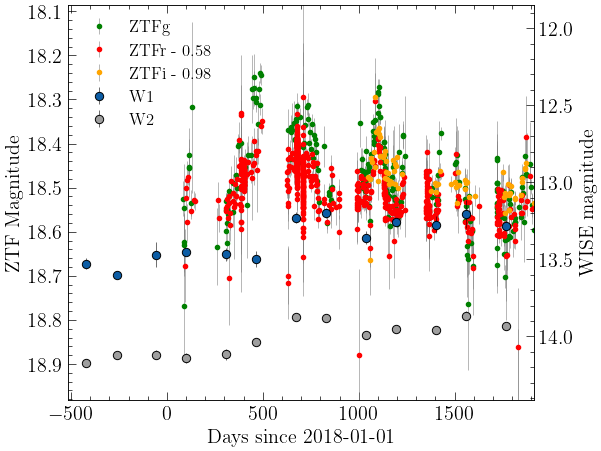 ZTFg
ZTFr - 0.58
ZTFi - 0.98
W1
W2
18.1
18.2
18.3
18.4
18.5
18.6
18.7
18.8
18.9
ZTF Magnitude
12.0
12.5
13.0
13.5
14.0
WISE magnitude
−500 0 500 1000 1500
Days since 2018-01-01